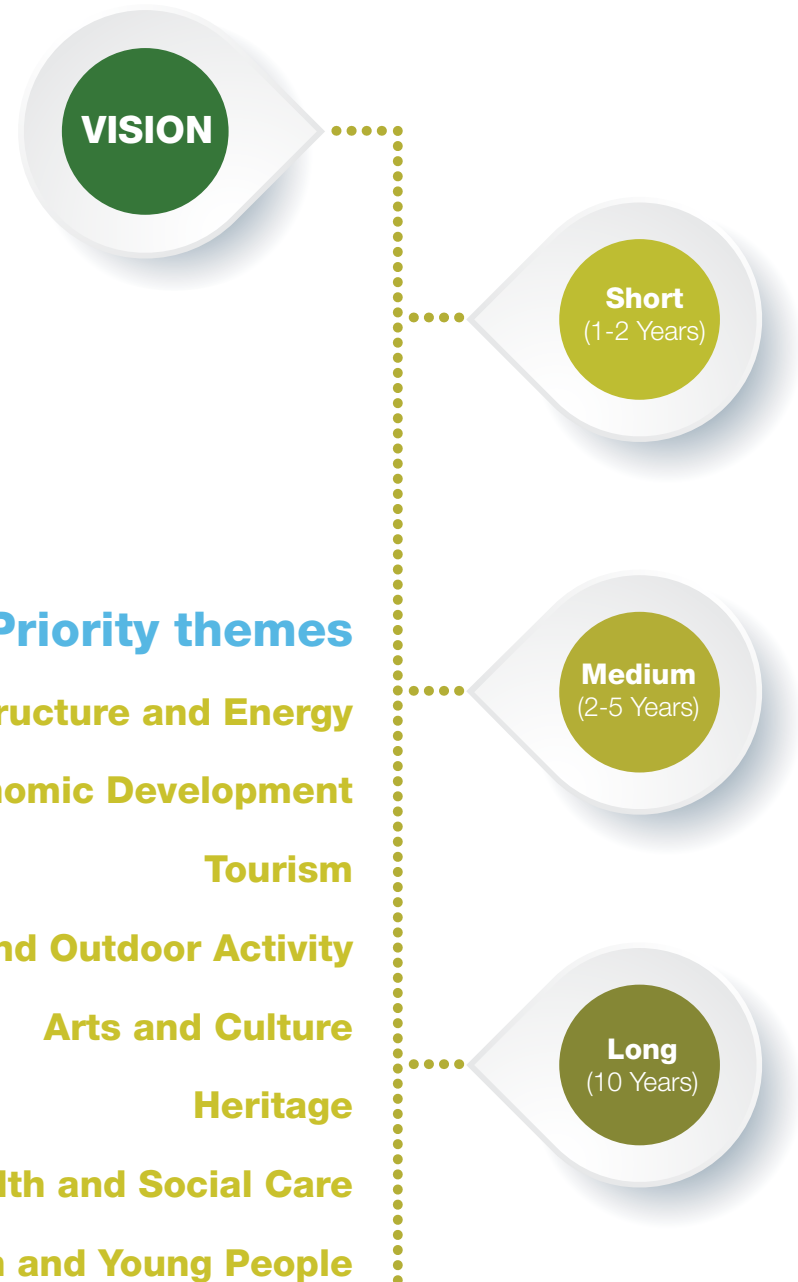 VISION
Short
(1-2 Years)
Priority themes
Medium
(2-5 Years)
ructure and Energy
nomic Development
Tourism
nd Outdoor Activity
Arts and Culture
Long
(10 Years)
Heritage
lth and Social Care
n and Young People